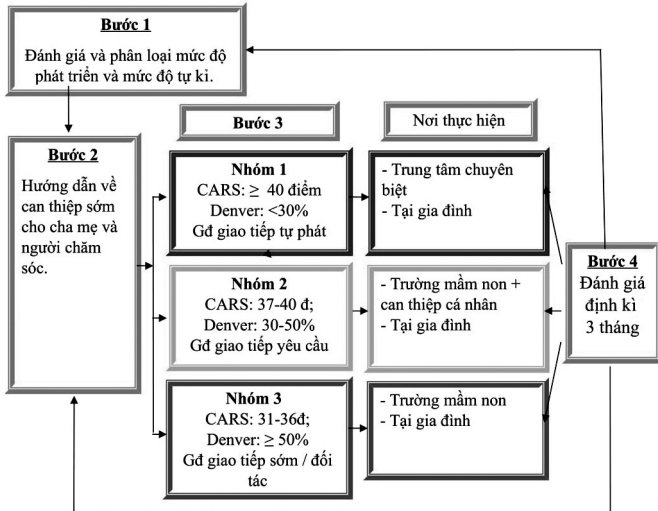 Bước 1
Đánh giá và phân loại mức độ
phát triển và mức độ tự kỉ.
Bước 2
Hướng dẫn về
can thiệp sớm
cho cha mẹ và
người chăm
sóc.
Bước 3
Nhóm 1
CARS: ≥ 40 điểm
Denver: <30%
Gđ giao tiếp tự phát
Nhóm 2
CARS: 37-40 đ;
Denver: 30-50%
Gđ giao tiếp yêu cầu
Nhóm 3
CARS: 31-36đ;
Denver: ≥ 50%
Gđ giao tiếp sớm / đối
tác
Nơi thực hiện
- Trung tâm chuyên
biệt
- Tại gia đình
- Trường mầm non +
can thiệp cá nhân
- Tại gia đình
- Trường mầm non
- Tại gia đình
Bước 4
Đánh giá
định kì
3 tháng